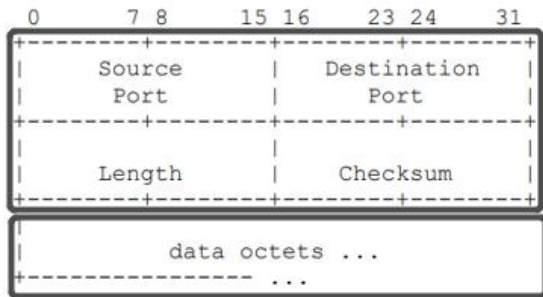 0 7 8 15 16 23 24 31
Source Destination
Port Port
Length Checksum
data octets ...
...